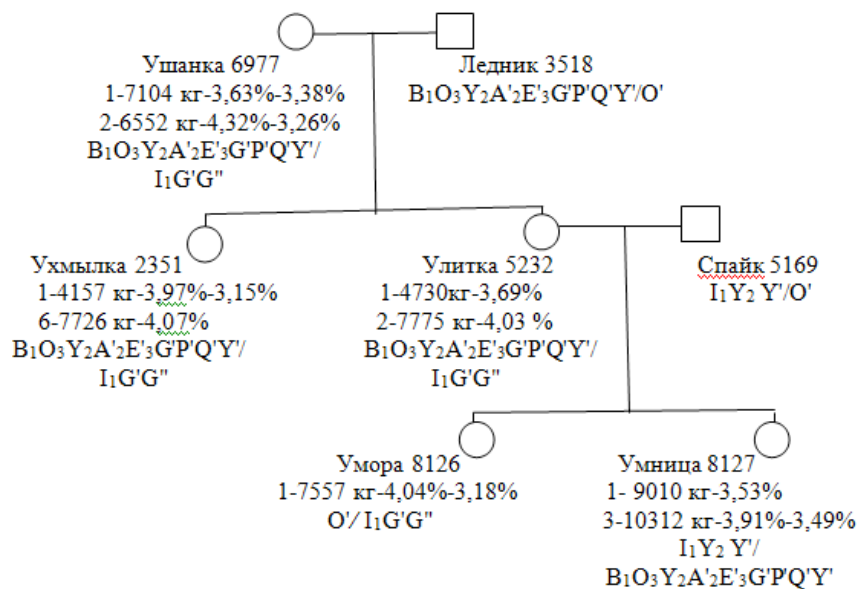 Ушанка 6977
1-7104 кг-3,63%-3,38%
2-6552 кг-4,32%-3,26%
B₁O₃Y₂A'₂E'₃G'P'Q'Y'/
I₁G'G"
Ледник 3518
B₁O₃Y₂A'₂E'₃G'P'Q'Y'/O'
Ухмылка 2351
1-4157 кг-3,97%-3,15%
6-7726 кг-4,07%
B₁O₃Y₂A'₂E'₃G'P'Q'Y'/
I₁G'G"
Улитка 5232
1-4730кг-3,69%
2-7775 кг-4,03 %
B₁O₃Y₂A'₂E'₃G'P'Q'Y'/
I₁G'G"
Спайк 5169
I₁Y₂ Y'/O'
Умора 8126
1-7557 кг-4,04%-3,18%
O'/ I₁G'G"
Умница 8127
1- 9010 кг-3,53%
3-10312 кг-3,91%-3,49%
I₁Y₂ Y'/
B₁O₃Y₂A'₂E'₃G'P'Q'Y'